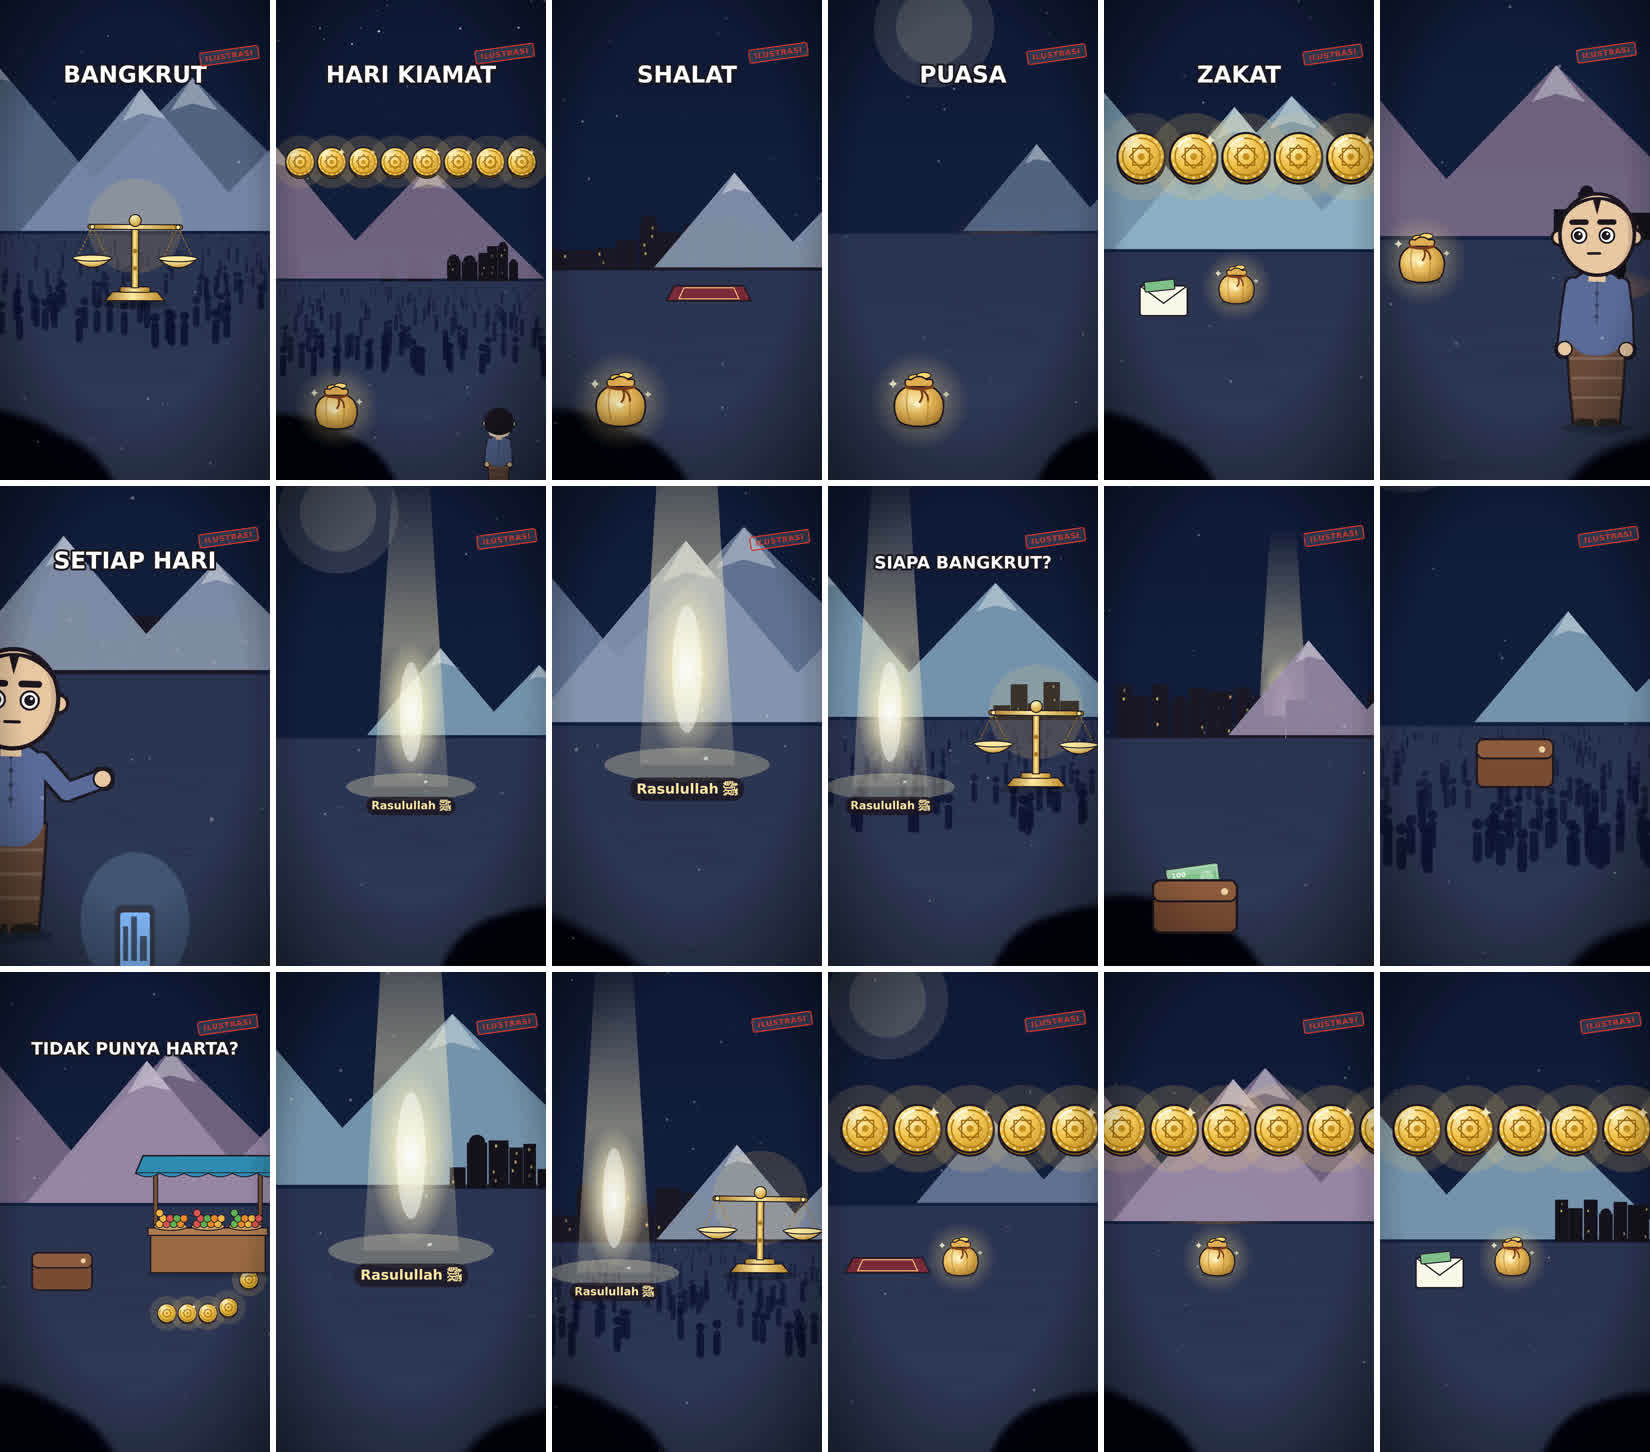 BANGKRUT
ILUSTRASI
HARI KIAMAT
ILUSTRASI
SHALAT
ILUSTRASI
PUASA
ILUSTRASI
ZAKAT
ILUSTRASI
ILUSTRASI
SETIAP HARI
ILUSTRASI
ILUSTRASI
Rasulullah ﷺ
ILUSTRASI
Rasulullah ﷺ
SIAPA BANGKRUT?
ILUSTRASI
Rasulullah ﷺ
ILUSTRASI
100
ILUSTRASI
TIDAK PUNYA HARTA?
ILUSTRASI
ILUSTRASI
Rasulullah ﷺ
ILUSTRASI
Rasulullah ﷺ
ILUSTRASI
ILUSTRASI
ILUSTRASI